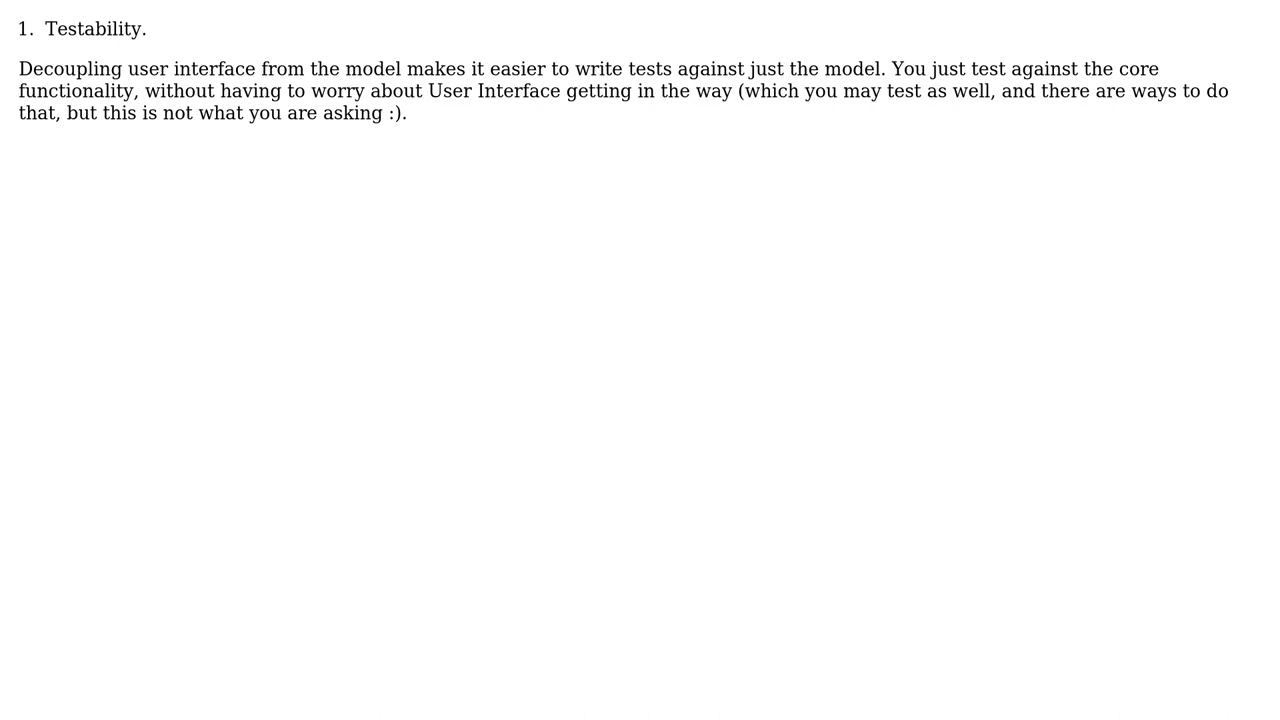 1. Testability.
Decoupling user interface from the model makes it easier to write tests against just the model. You just test against the core
functionality, without having to worry about User Interface getting in the way (which you may test as well, and there are ways to do
that, but this is not what you are asking :).